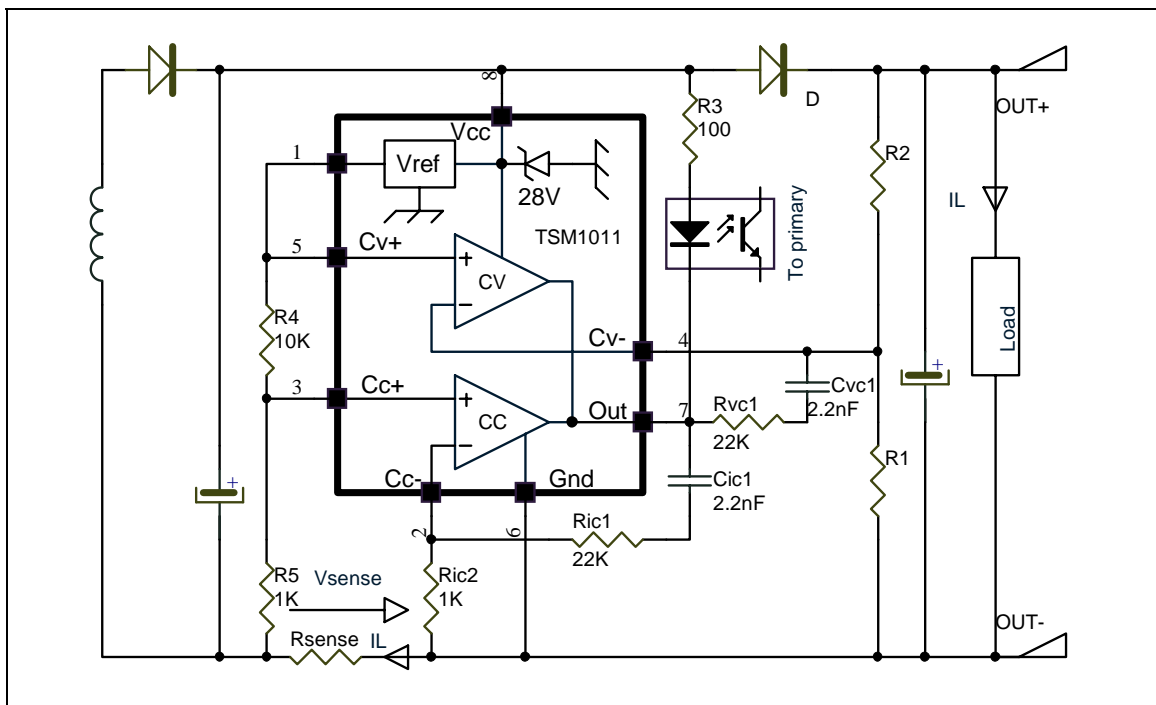 8
Vcc
R3
100
D
OUT+
1
Vref
28V
R2
To primary
IL
TSM1011
5
Cv+
+
CV
−
R4
10K
Cv-
4
Load
+
3
Cc+
+
CC
−
Out
7
Rvc1
22K
Cvc1
2.2nF
R1
Cc-
Gnd
Cic1
2.2nF
+
2
6
Ric1
22K
R5
1K
Vsense
Ric2
1K
Rsense
IL
OUT-